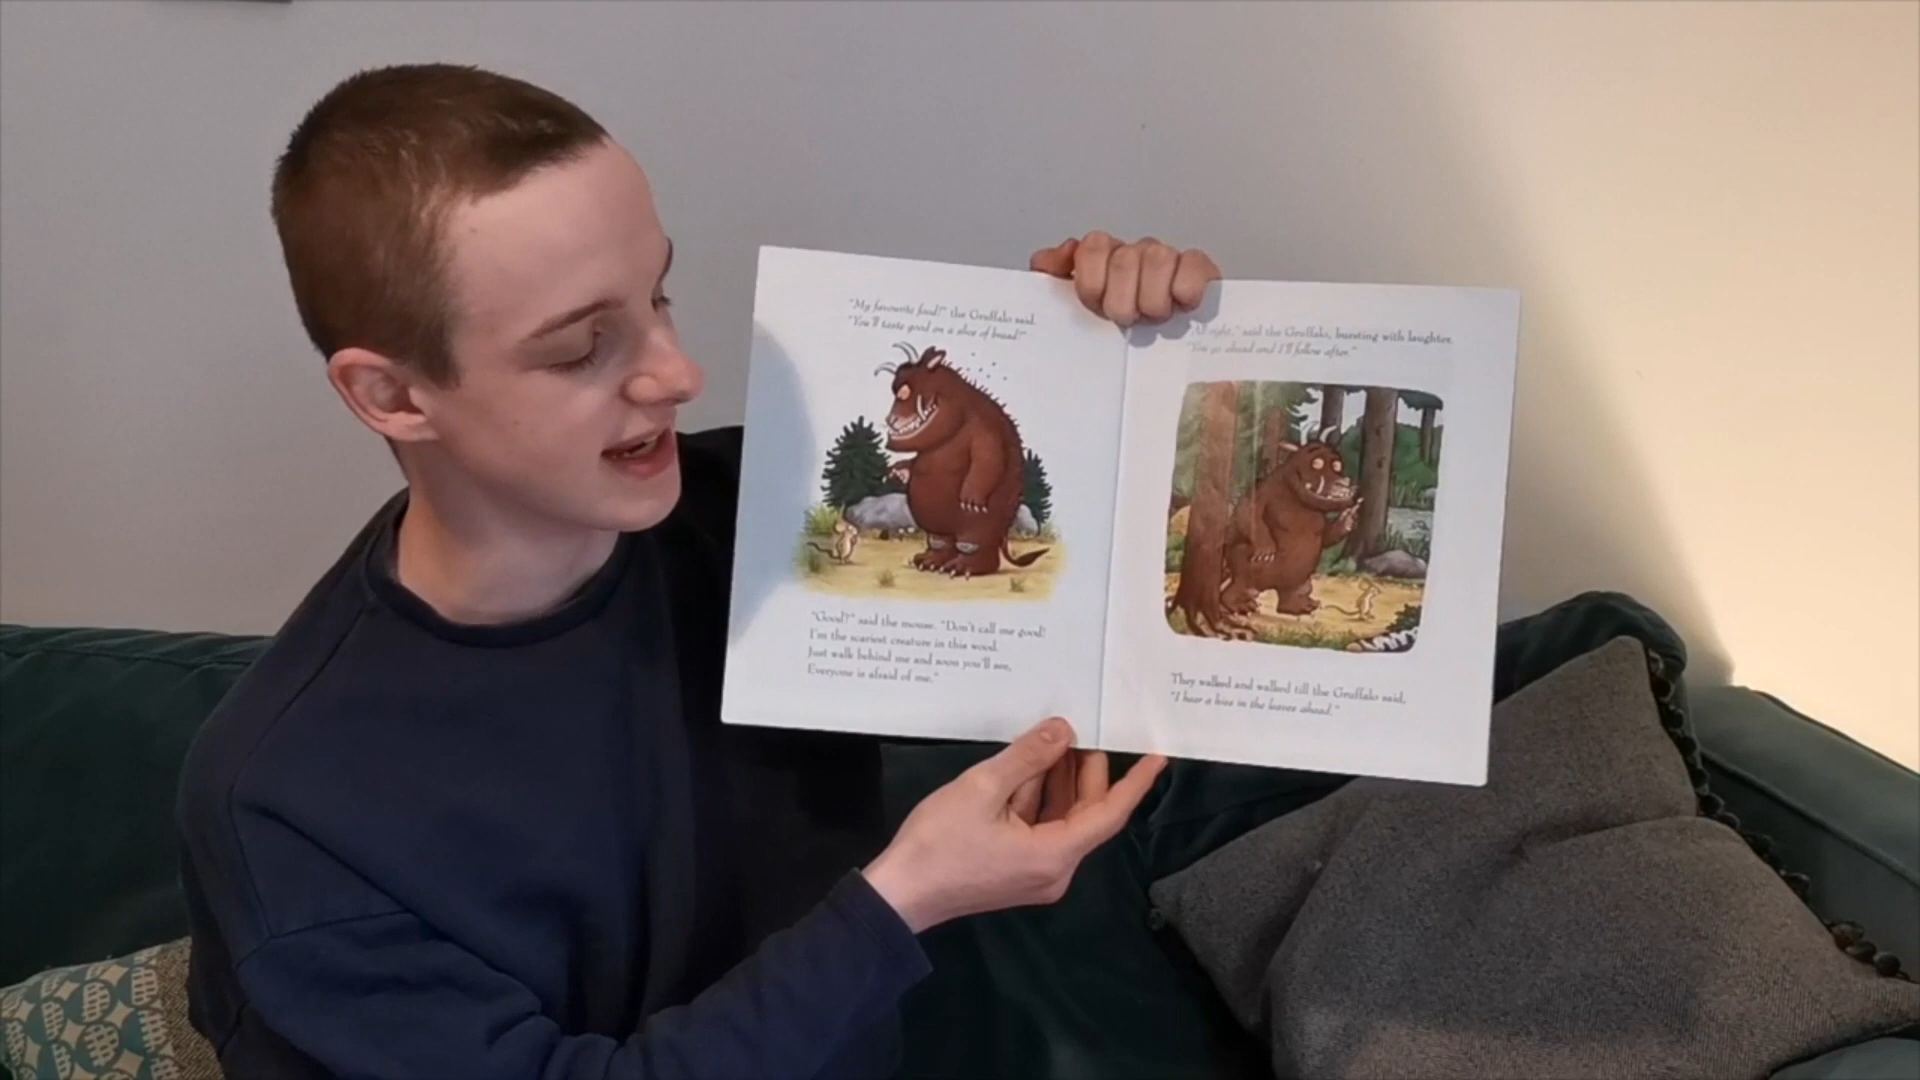 "My favourite food!" the Gruffalo said.
"You'll taste good on a slice of bread!"
"Good?" said the mouse. "Don't call me good!
I'm the scariest creature in this wood.
Just walk behind me and soon you'll see,
Everyone is afraid of me."
"All right," said the Gruffalo, bursting with laughter.
"You go ahead and I'll follow after."
They walked and walked till the Gruffalo said,
"I hear a hiss in the leaves ahead."